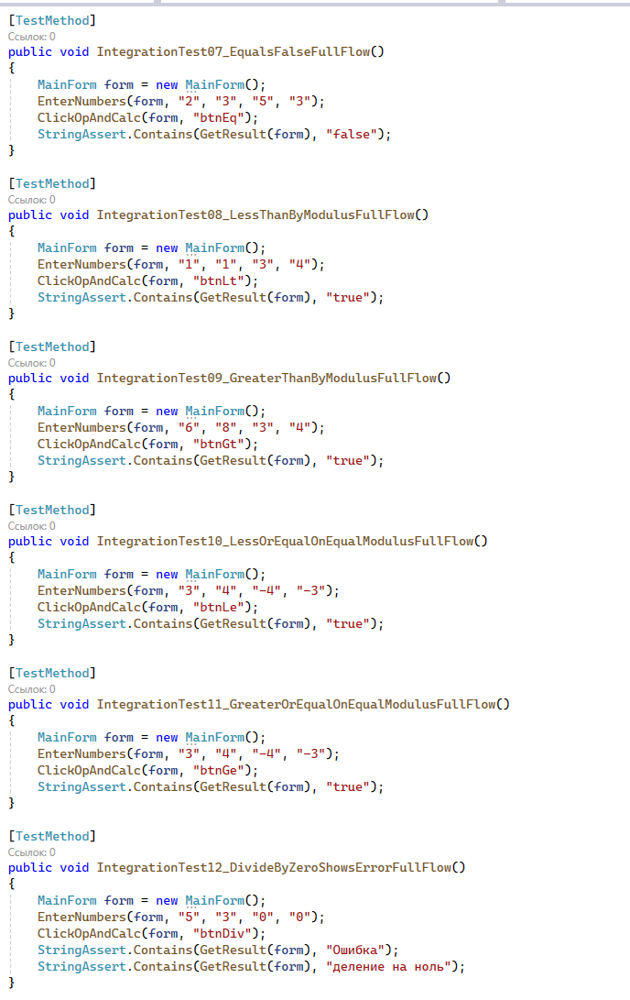 [TestMethod]
Ссылок: 0
public void IntegrationTest07_EqualsFalseFullFlow()
{
    MainForm form = new MainForm();
    EnterNumbers(form, "2", "3", "5", "3");
    ClickOpAndCalc(form, "btnEq");
    StringAssert.Contains(GetResult(form), "false");
}
[TestMethod]
Ссылок: 0
public void IntegrationTest08_LessThanByModulusFullFlow()
{
    MainForm form = new MainForm();
    EnterNumbers(form, "1", "1", "3", "4");
    ClickOpAndCalc(form, "btnLt");
    StringAssert.Contains(GetResult(form), "true");
}
[TestMethod]
Ссылок: 0
public void IntegrationTest09_GreaterThanByModulusFullFlow()
{
    MainForm form = new MainForm();
    EnterNumbers(form, "6", "8", "3", "4");
    ClickOpAndCalc(form, "btnGt");
    StringAssert.Contains(GetResult(form), "true");
}
[TestMethod]
Ссылок: 0
public void IntegrationTest10_LessOrEqualOnEqualModulusFullFlow()
{
    MainForm form = new MainForm();
    EnterNumbers(form, "3", "4", "-4", "-3");
    ClickOpAndCalc(form, "btnLe");
    StringAssert.Contains(GetResult(form), "true");
}
[TestMethod]
Ссылок: 0
public void IntegrationTest11_GreaterOrEqualOnEqualModulusFullFlow()
{
    MainForm form = new MainForm();
    EnterNumbers(form, "3", "4", "-4", "-3");
    ClickOpAndCalc(form, "btnGe");
    StringAssert.Contains(GetResult(form), "true");
}
[TestMethod]
Ссылок: 0
public void IntegrationTest12_DivideByZeroShowsErrorFullFlow()
{
    MainForm form = new MainForm();
    EnterNumbers(form, "5", "3", "0", "0");
    ClickOpAndCalc(form, "btnDiv");
    StringAssert.Contains(GetResult(form), "Ошибка");
    StringAssert.Contains(GetResult(form), "деление на ноль");
}